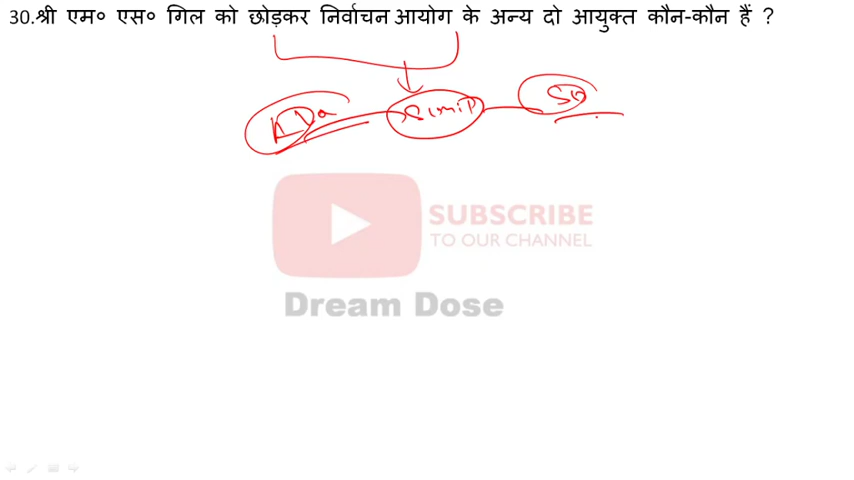 30.श्री एम० एस० गिल को छोड़कर निर्वाचन आयोग के अन्य दो आयुक्त कौन-कौन हैं ?
SUBSCRIBE
TO OUR CHANNEL
Dream Dose